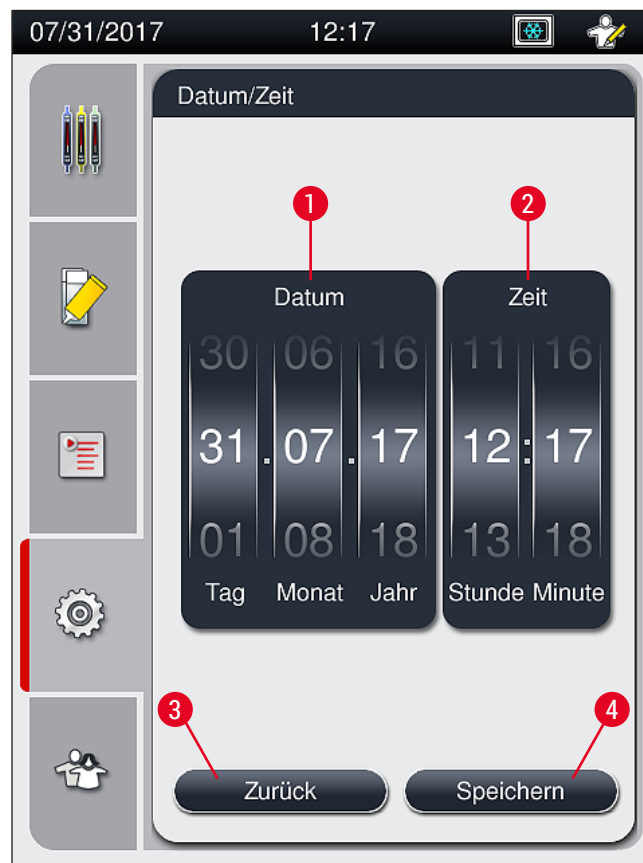 07/31/2017 12:17
Datum/Zeit
1 2
Datum Zeit
30 06 16 11 16
31 . 07 . 17 12 : 17
01 08 18 13 18
Tag Monat Jahr Stunde Minute
3 4
Zurück Speichern